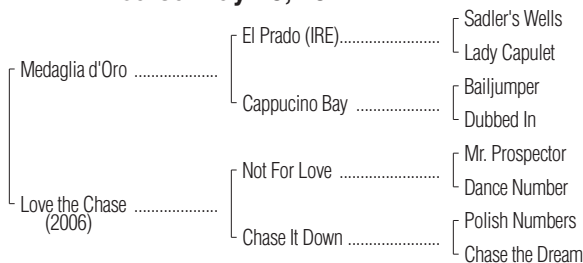 El Prado (IRE)........................
Sadler's Wells
Lady Capulet
Medaglia d'Oro ....................
Cappucino Bay ....................
Bailjumper
Dubbed In
Not For Love ........................
Mr. Prospector
Dance Number
Love the Chase ....................
(2006)
Chase It Down ....................
Polish Numbers
Chase the Dream